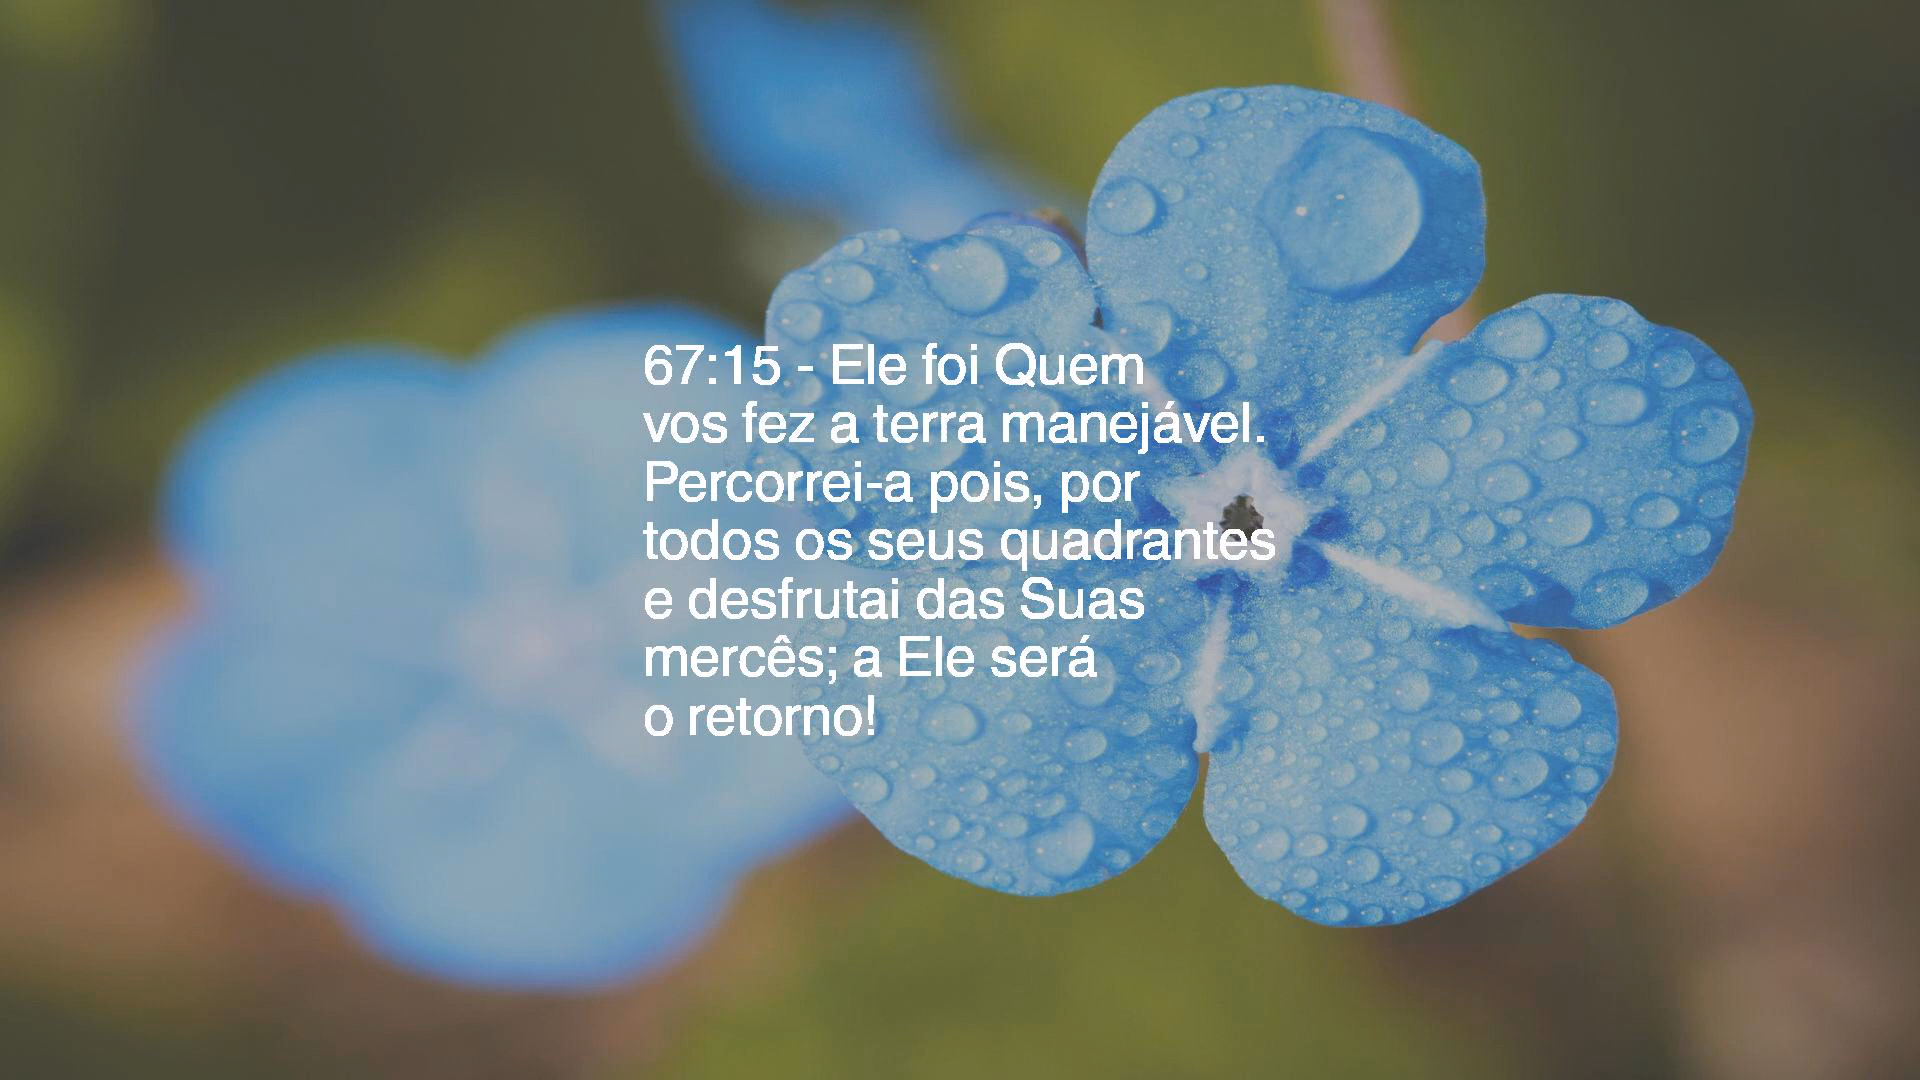 67:15 - Ele foi Quem
vos fez a terra manejável.
Percorrei-a pois, por
todos os seus quadrantes
e desfrutai das Suas
mercês; a Ele será
o retorno!